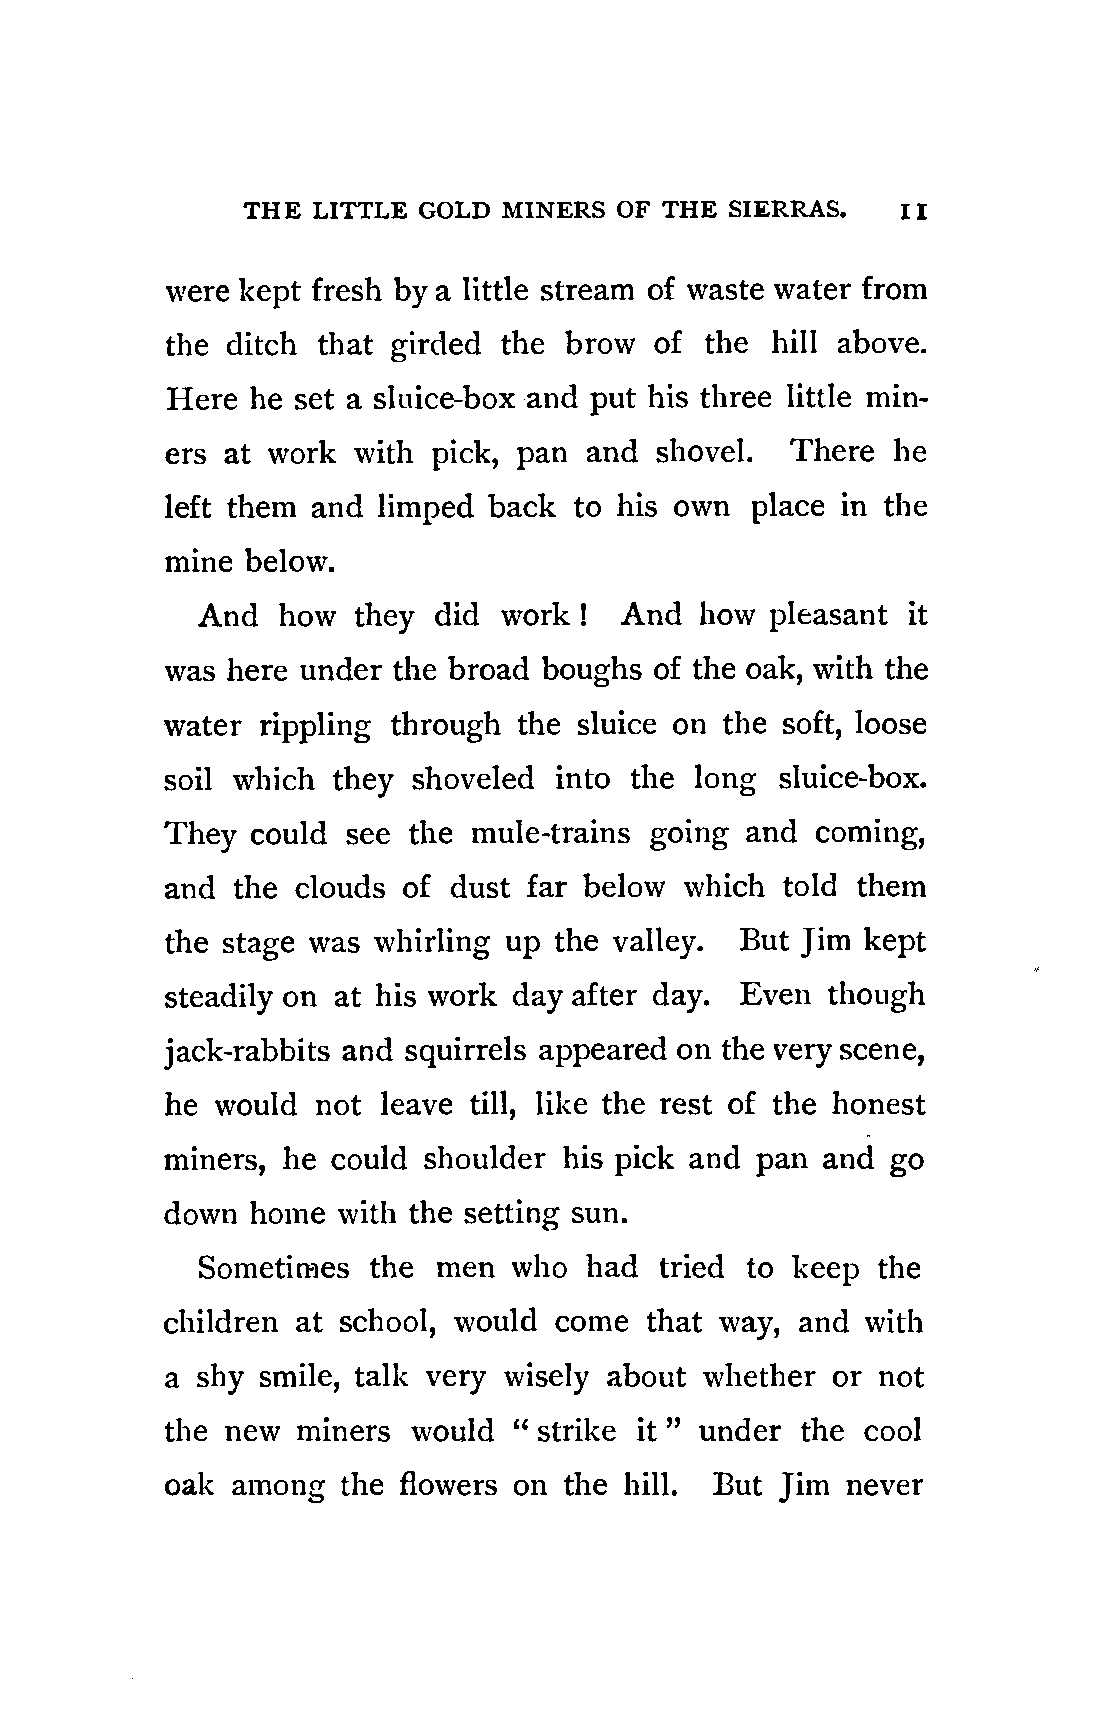 THE LITTLE GOLD MINERS OF THE SIERRAS. 11
were kept fresh by a little stream of waste water from
the ditch that girded the brow of the hill above.
Here he set a sluice-box and put his three little min-
ers at work with pick, pan and shovel. There he
left them and limped back to his own place in the
mine below.
And how they did work! And how pleasant it
was here under the broad boughs of the oak, with the
water rippling through the sluice on the soft, loose
soil which they shoveled into the long sluice-box.
They could see the mule-trains going and coming,
and the clouds of dust far below which told them
the stage was whirling up the valley. But Jim kept
steadily on at his work day after day. Even though
jack-rabbits and squirrels appeared on the very scene,
he would not leave till, like the rest of the honest
miners, he could shoulder his pick and pan and go
down home with the setting sun.
Sometimes the men who had tried to keep the
children at school, would come that way, and with
a shy smile, talk very wisely about whether or not
the new miners would "strike it" under the cool
oak among the flowers on the hill. But Jim never